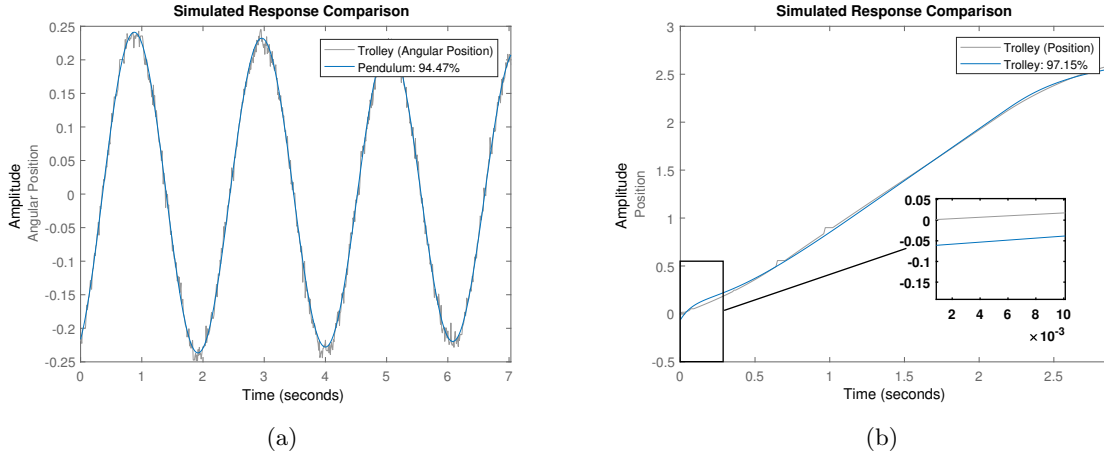 Simulated Response Comparison
0.25
0.2
0.15
0.1
0.05
0
-0.05
-0.1
-0.15
-0.2
-0.25
Amplitude
Angular Position
Trolley (Angular Position)
Pendulum: 94.47%
0 1 2 3 4 5 6 7
Time (seconds)
(a)
Simulated Response Comparison
3
2.5
2
1.5
1
0.5
0
-0.5
Amplitude
Position
Trolley (Position)
Trolley: 97.15%
0.05
0
-0.05
-0.1
-0.15
2 4 6 8 10
×10-3
0 0.5 1 1.5 2 2.5
Time (seconds)
(b)